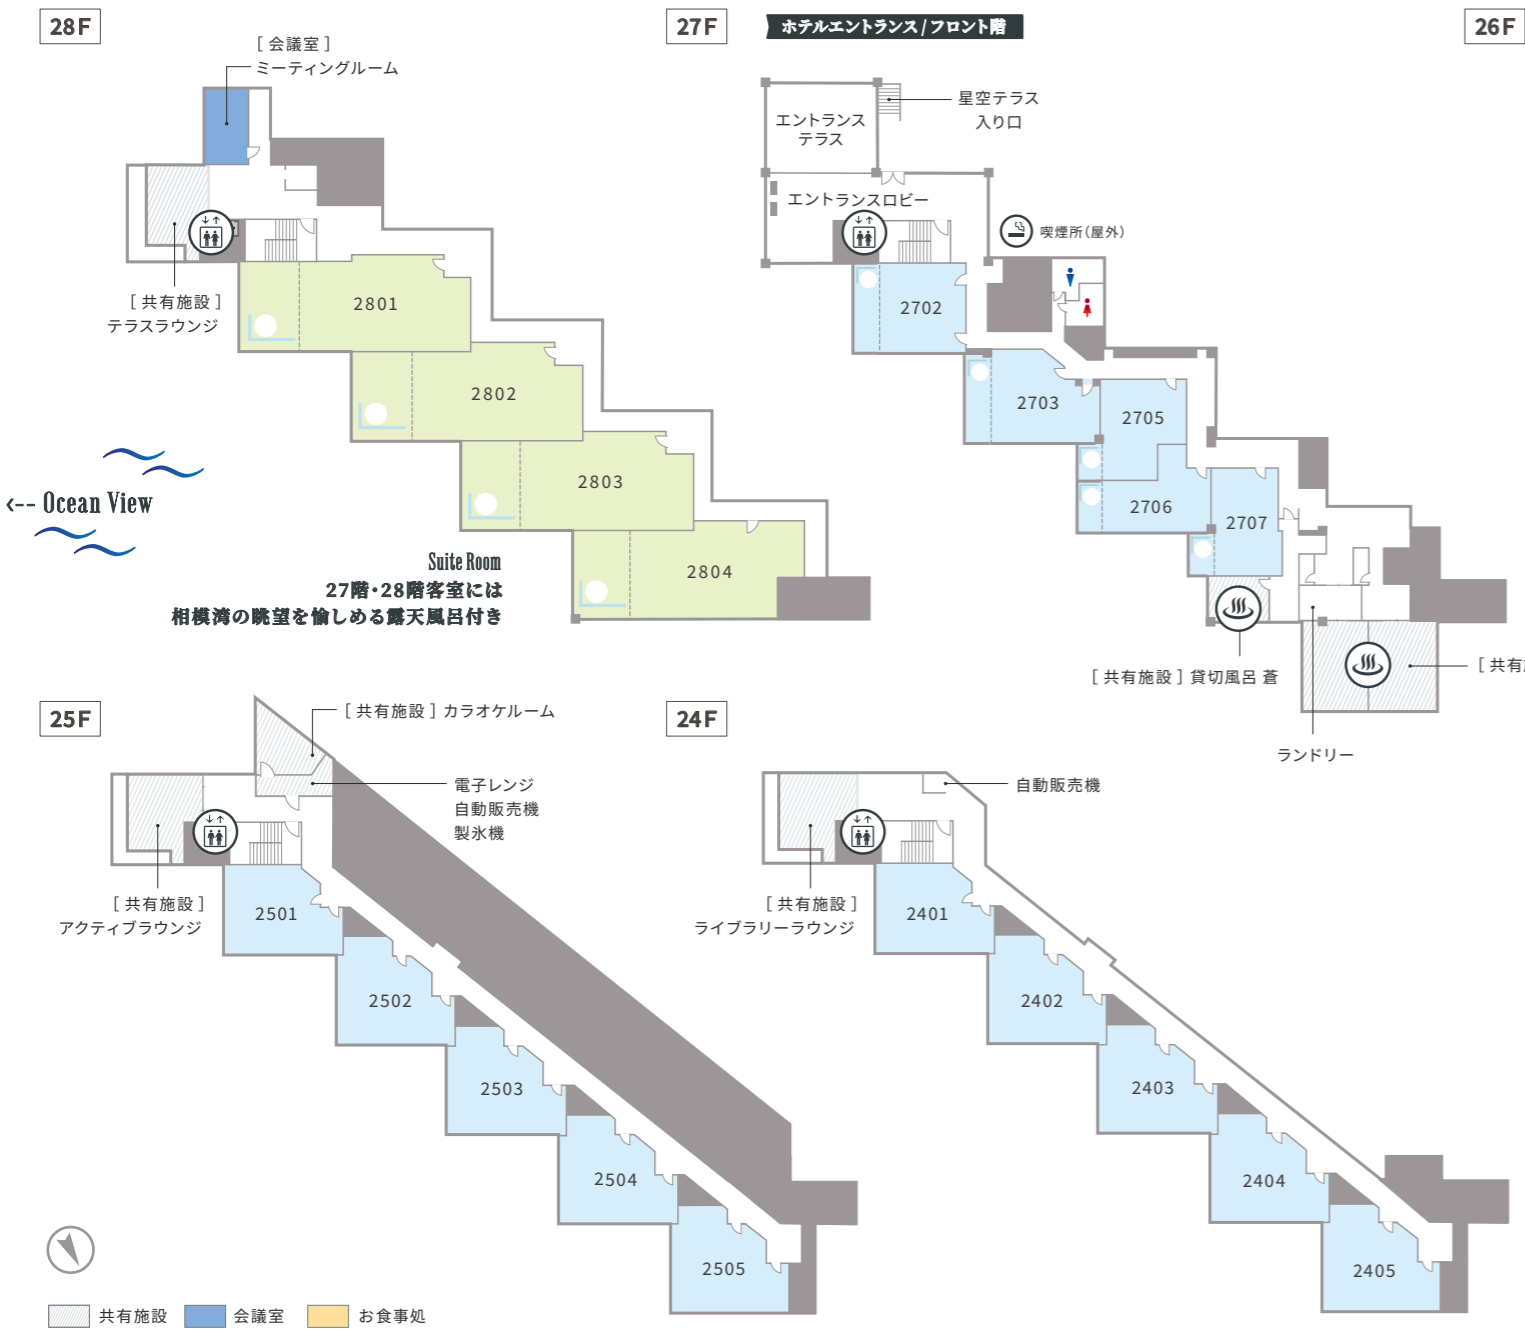 28F
[ 会議室 ]
ミーティングルーム
[ 共有施設 ]
テラスラウンジ
2801
2802
2803
2804
<-- Ocean View
Suite Room
27階・28階客室には
相模湾の眺望を愉しめる露天風呂付き
27F
ホテルエントランス / フロント階
エントランス
テラス
星空テラス
入り口
エントランスロビー
喫煙所（屋外）
2702
2703
2705
2706
2707
[ 共有施設 ] 貸切風呂 蒼
[ 共有
ランドリー
26F
25F
[ 共有施設 ] カラオケルーム
電子レンジ
自動販売機
製氷機
[ 共有施設 ]
アクティブラウンジ
2501
2502
2503
2504
2505
24F
自動販売機
[ 共有施設 ]
ライブラリーラウンジ
2401
2402
2403
2404
2405
共有施設
会議室
お食事処